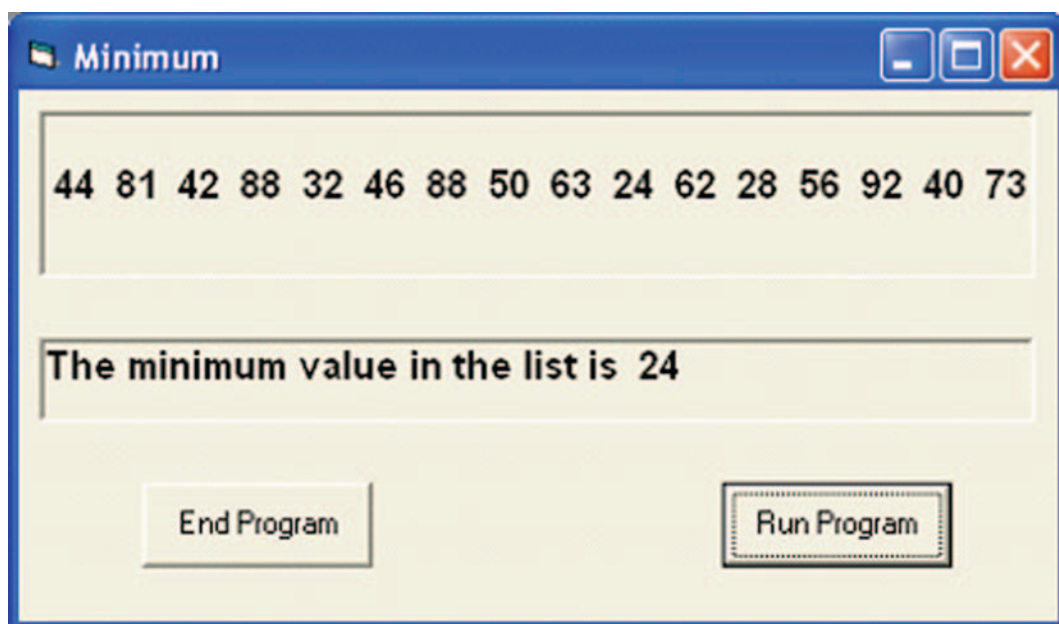 Minimum
44 81 42 88 32 46 88 50 63 24 62 28 56 92 40 73
The minimum value in the list is 24
End Program Run Program